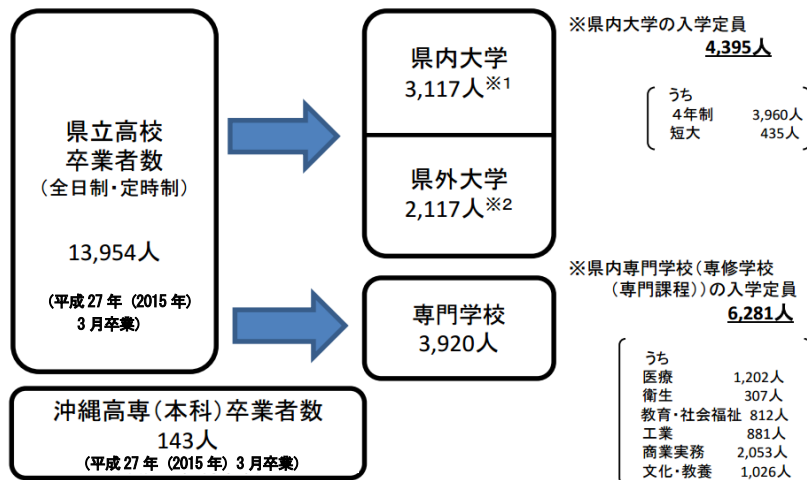 県立高校
卒業者数
(全日制・定時制)
13,954人
(平成27年(2015年)
3月卒業)
沖縄高専(本科)卒業者数
143人
(平成27年(2015年)3月卒業)
県内大学
3,117人※1
県外大学
2,117人※2
専門学校
3,920人
※県内大学の入学定員
4,395人
うち
4年制 3,960人
短大 435人
※県内専門学校(専修学校
(専門課程))の入学定員
6,281人
うち
医療 1,202人
衛生 307人
教育・社会福祉 812人
工業 881人
商業実務 2,053人
文化・教養 1,026人